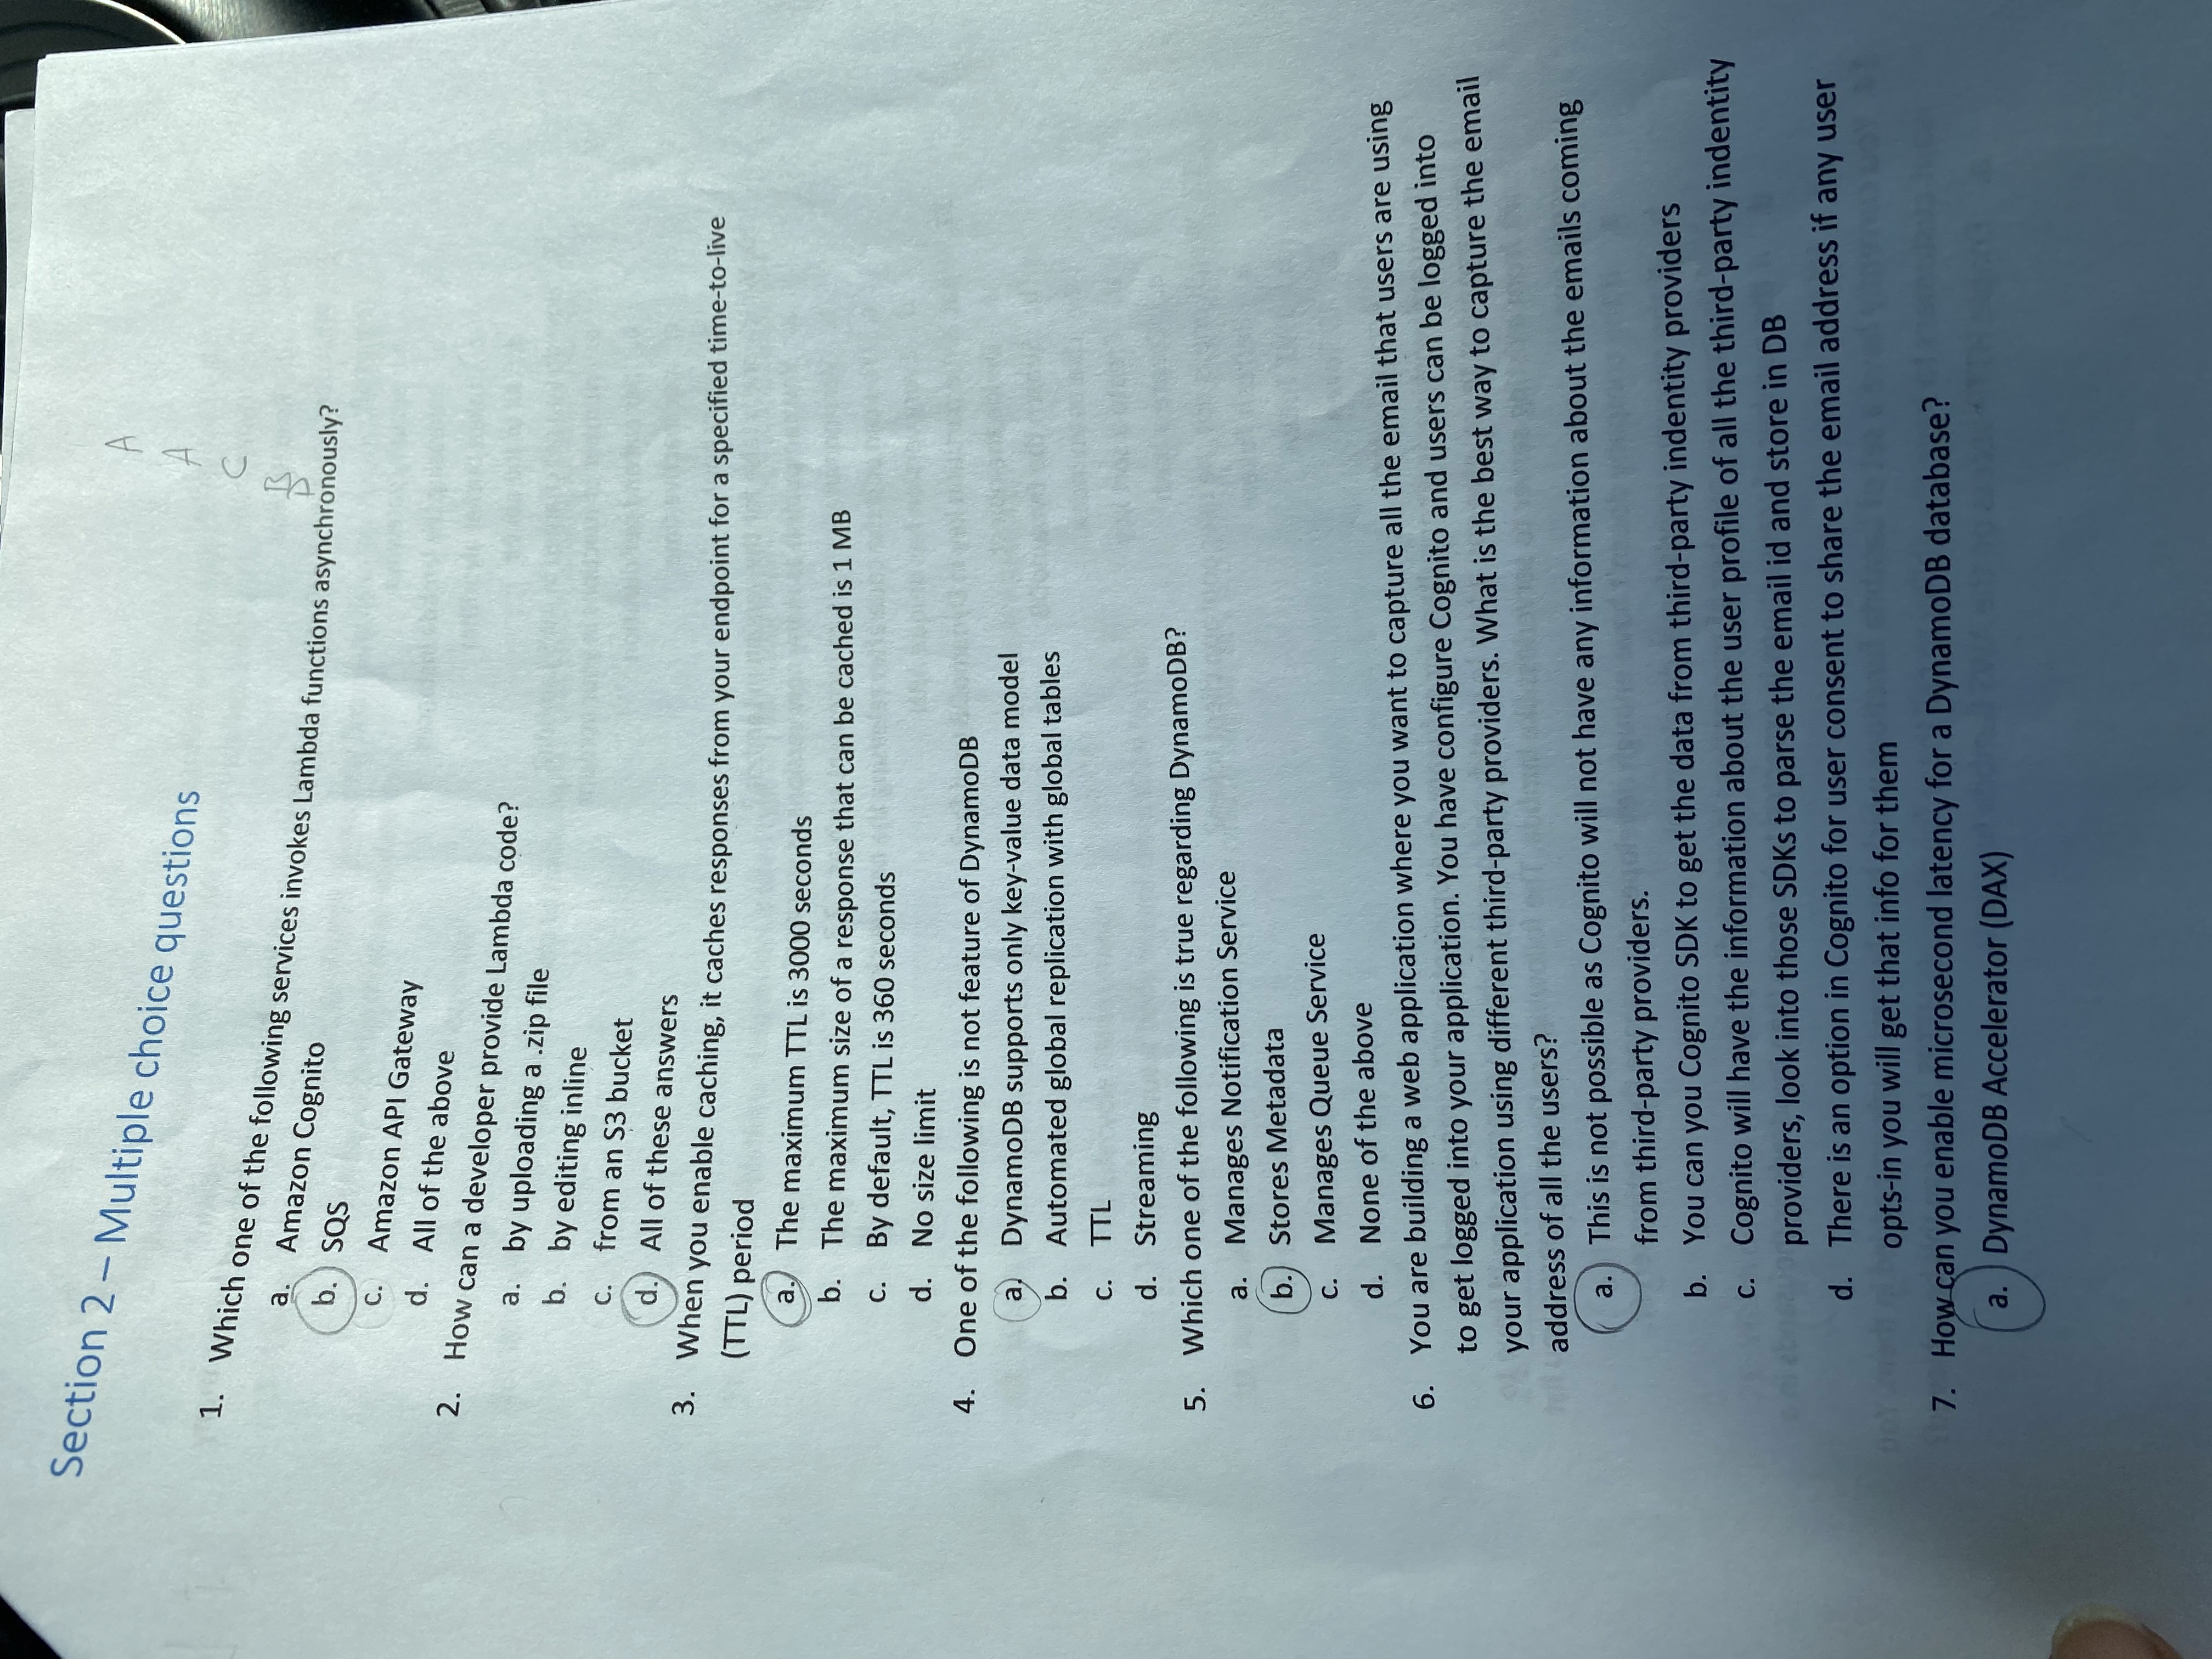 Section 2 – Multiple choice questions
A
A
C
B
D
1. Which one of the following services invokes Lambda functions asynchronously?
a. Amazon Cognito
b. SQS
c. Amazon API Gateway
d. All of the above
2. How can a developer provide Lambda code?
a. by uploading a .zip file
b. by editing inline
c. from an S3 bucket
d. All of these answers
3. When you enable caching, it caches responses from your endpoint for a specified time-to-live
(TTL) period
a. The maximum TTL is 3000 seconds
b. The maximum size of a response that can be cached is 1 MB
c. By default, TTL is 360 seconds
d. No size limit
4. One of the following is not feature of DynamoDB
a. DynamoDB supports only key-value data model
b. Automated global replication with global tables
c. TTL
d. Streaming
5. Which one of the following is true regarding DynamoDB?
a. Manages Notification Service
b. Stores Metadata
c. Manages Queue Service
d. None of the above
6. You are building a web application where you want to capture all the email that users are using
to get logged into your application. You have configure Cognito and users can be logged into
your application using different third-party providers. What is the best way to capture the email
address of all the users?
a. This is not possible as Cognito will not have any information about the emails coming
from third-party providers.
b. You can you Cognito SDK to get the data from third-party indentity providers
c. Cognito will have the information about the user profile of all the third-party indentity
providers, look into those SDKs to parse the email id and store in DB
d. There is an option in Cognito for user consent to share the email address if any user
opts-in you will get that info for them
7. How can you enable microsecond latency for a DynamoDB database?
a. DynamoDB Accelerator (DAX)